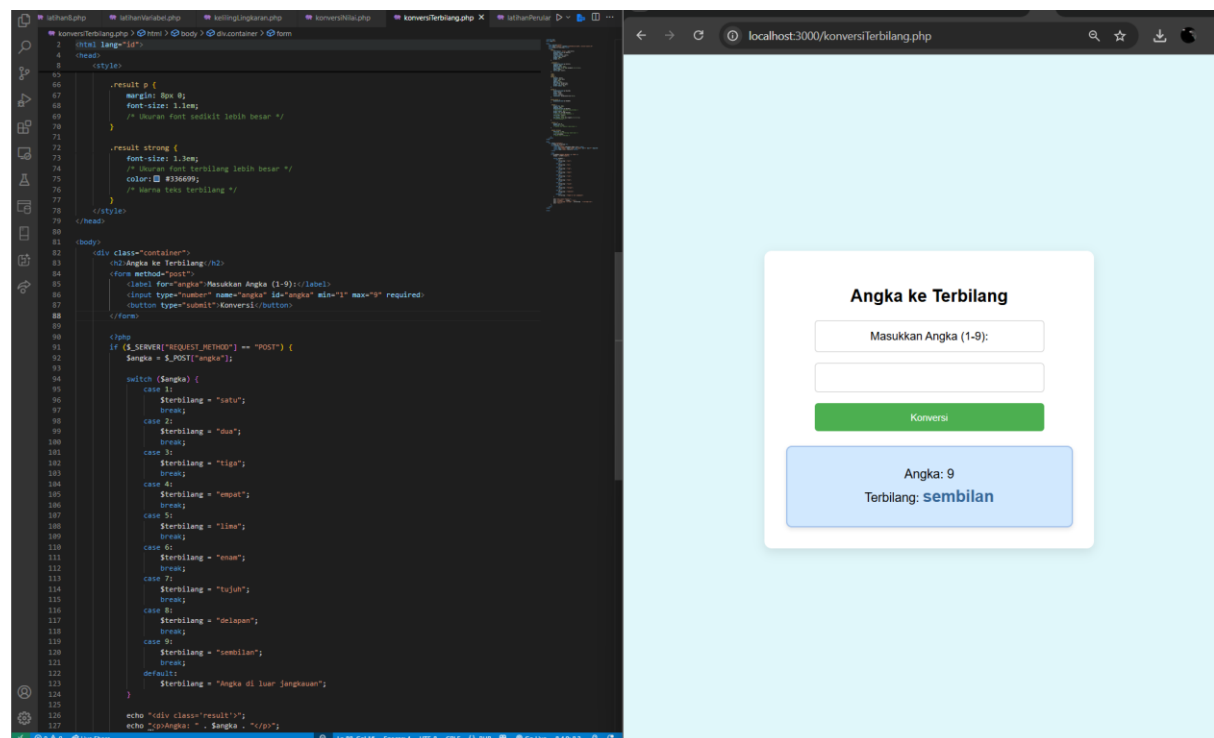 latihan8.php latihanVariabel.php kelilingLingkaran.php konversiNilai.php konversiTerbilang.php latihanPerular
konversiTerbilang.php > html > body > div.container > form
2 <html lang="id">
4 <head>
8 <style>
65
66 .result p {
67 margin: 8px 0;
68 font-size: 1.1em;
69 /* Ukuran font sedikit lebih besar */
70 }
71
72 .result strong {
73 font-size: 1.3em;
74 /* Ukuran font terbilang lebih besar */
75 color: #336699;
76 /* Warna teks terbilang */
77 }
78 </style>
79 </head>
80
81 <body>
82 <div class="container">
83 <h2>Angka ke Terbilang</h2>
84 <form method="post">
85 <label for="angka">Masukkan Angka (1-9):</label>
86 <input type="number" name="angka" id="angka" min="1" max="9" required>
87 <button type="submit">Konversi</button>
88 </form>
89
90 <?php
91 if ($_SERVER["REQUEST_METHOD"] == "POST") {
92 $angka = $_POST["angka"];
93
94 switch ($angka) {
95 case 1:
96 $terbilang = "satu";
97 break;
98 case 2:
99 $terbilang = "dua";
100 break;
101 case 3:
102 $terbilang = "tiga";
103 break;
104 case 4:
105 $terbilang = "empat";
106 break;
107 case 5:
108 $terbilang = "lima";
109 break;
110 case 6:
111 $terbilang = "enam";
112 break;
113 case 7:
114 $terbilang = "tujuh";
115 break;
116 case 8:
117 $terbilang = "delapan";
118 break;
119 case 9:
120 $terbilang = "sembilan";
121 break;
122 default:
123 $terbilang = "Angka di luar jangkauan";
124 }
125
126 echo "<div class='result'>";
127 echo "<p>Angka: " . $angka . "</p>";
localhost:3000/konversiTerbilang.php
Angka ke Terbilang
Masukkan Angka (1-9):
Konversi
Angka: 9
Terbilang: sembilan